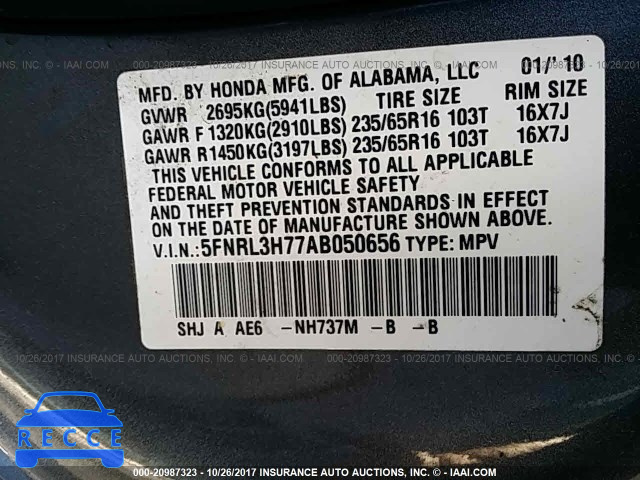 000-20987323 - 10/26/2017 INSURANCE AUTO AUCTIONS, INC. - © IAAI.COM
MFD. BY HONDA MFG. OF ALABAMA, LLC 01/10
GVWR 2695KG(5941LBS) TIRE SIZE RIM SIZE
GAWR F 1320KG(2910LBS) 235/65R16 103T 16X7J
GAWR R1450KG(3197LBS) 235/65R16 103T 16X7J
THIS VEHICLE CONFORMS TO ALL APPLICABLE
FEDERAL MOTOR VEHICLE SAFETY
AND THEFT PREVENTION STANDARDS IN EFFECT
ON THE DATE OF MANUFACTURE SHOWN ABOVE.
V.I.N.:5FNRL3H77AB050656 TYPE: MPV
SHJ A AE6 -NH737M -B -B
RECCE
000-20987323 - 10/26/2017 INSURANCE AUTO AUCTIONS, INC. - © IAAI.COM